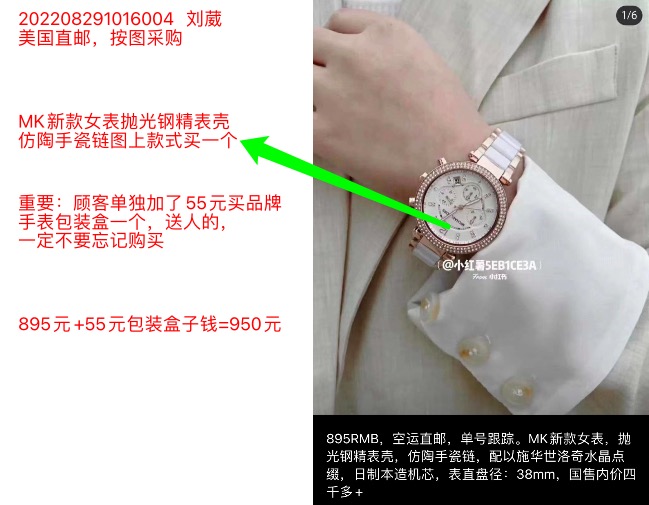 202208291016004 刘葳
美国直邮，按图采购
MK新款女表抛光钢精表壳
仿陶手瓷链图上款式买一个
重要：顾客单独加了55元买品牌
手表包装盒一个，送人的，
一定不要忘记购买
895元+55元包装盒子钱=950元
1/6
@小红薯5EB1CE3A
From 小红书
895RMB，空运直邮，单号跟踪。MK新款女表，抛
光钢精表壳，仿陶手瓷链，配以施华世洛奇水晶点
缀，日制本造机芯，表直盘径：38mm，国售内价四
千多+